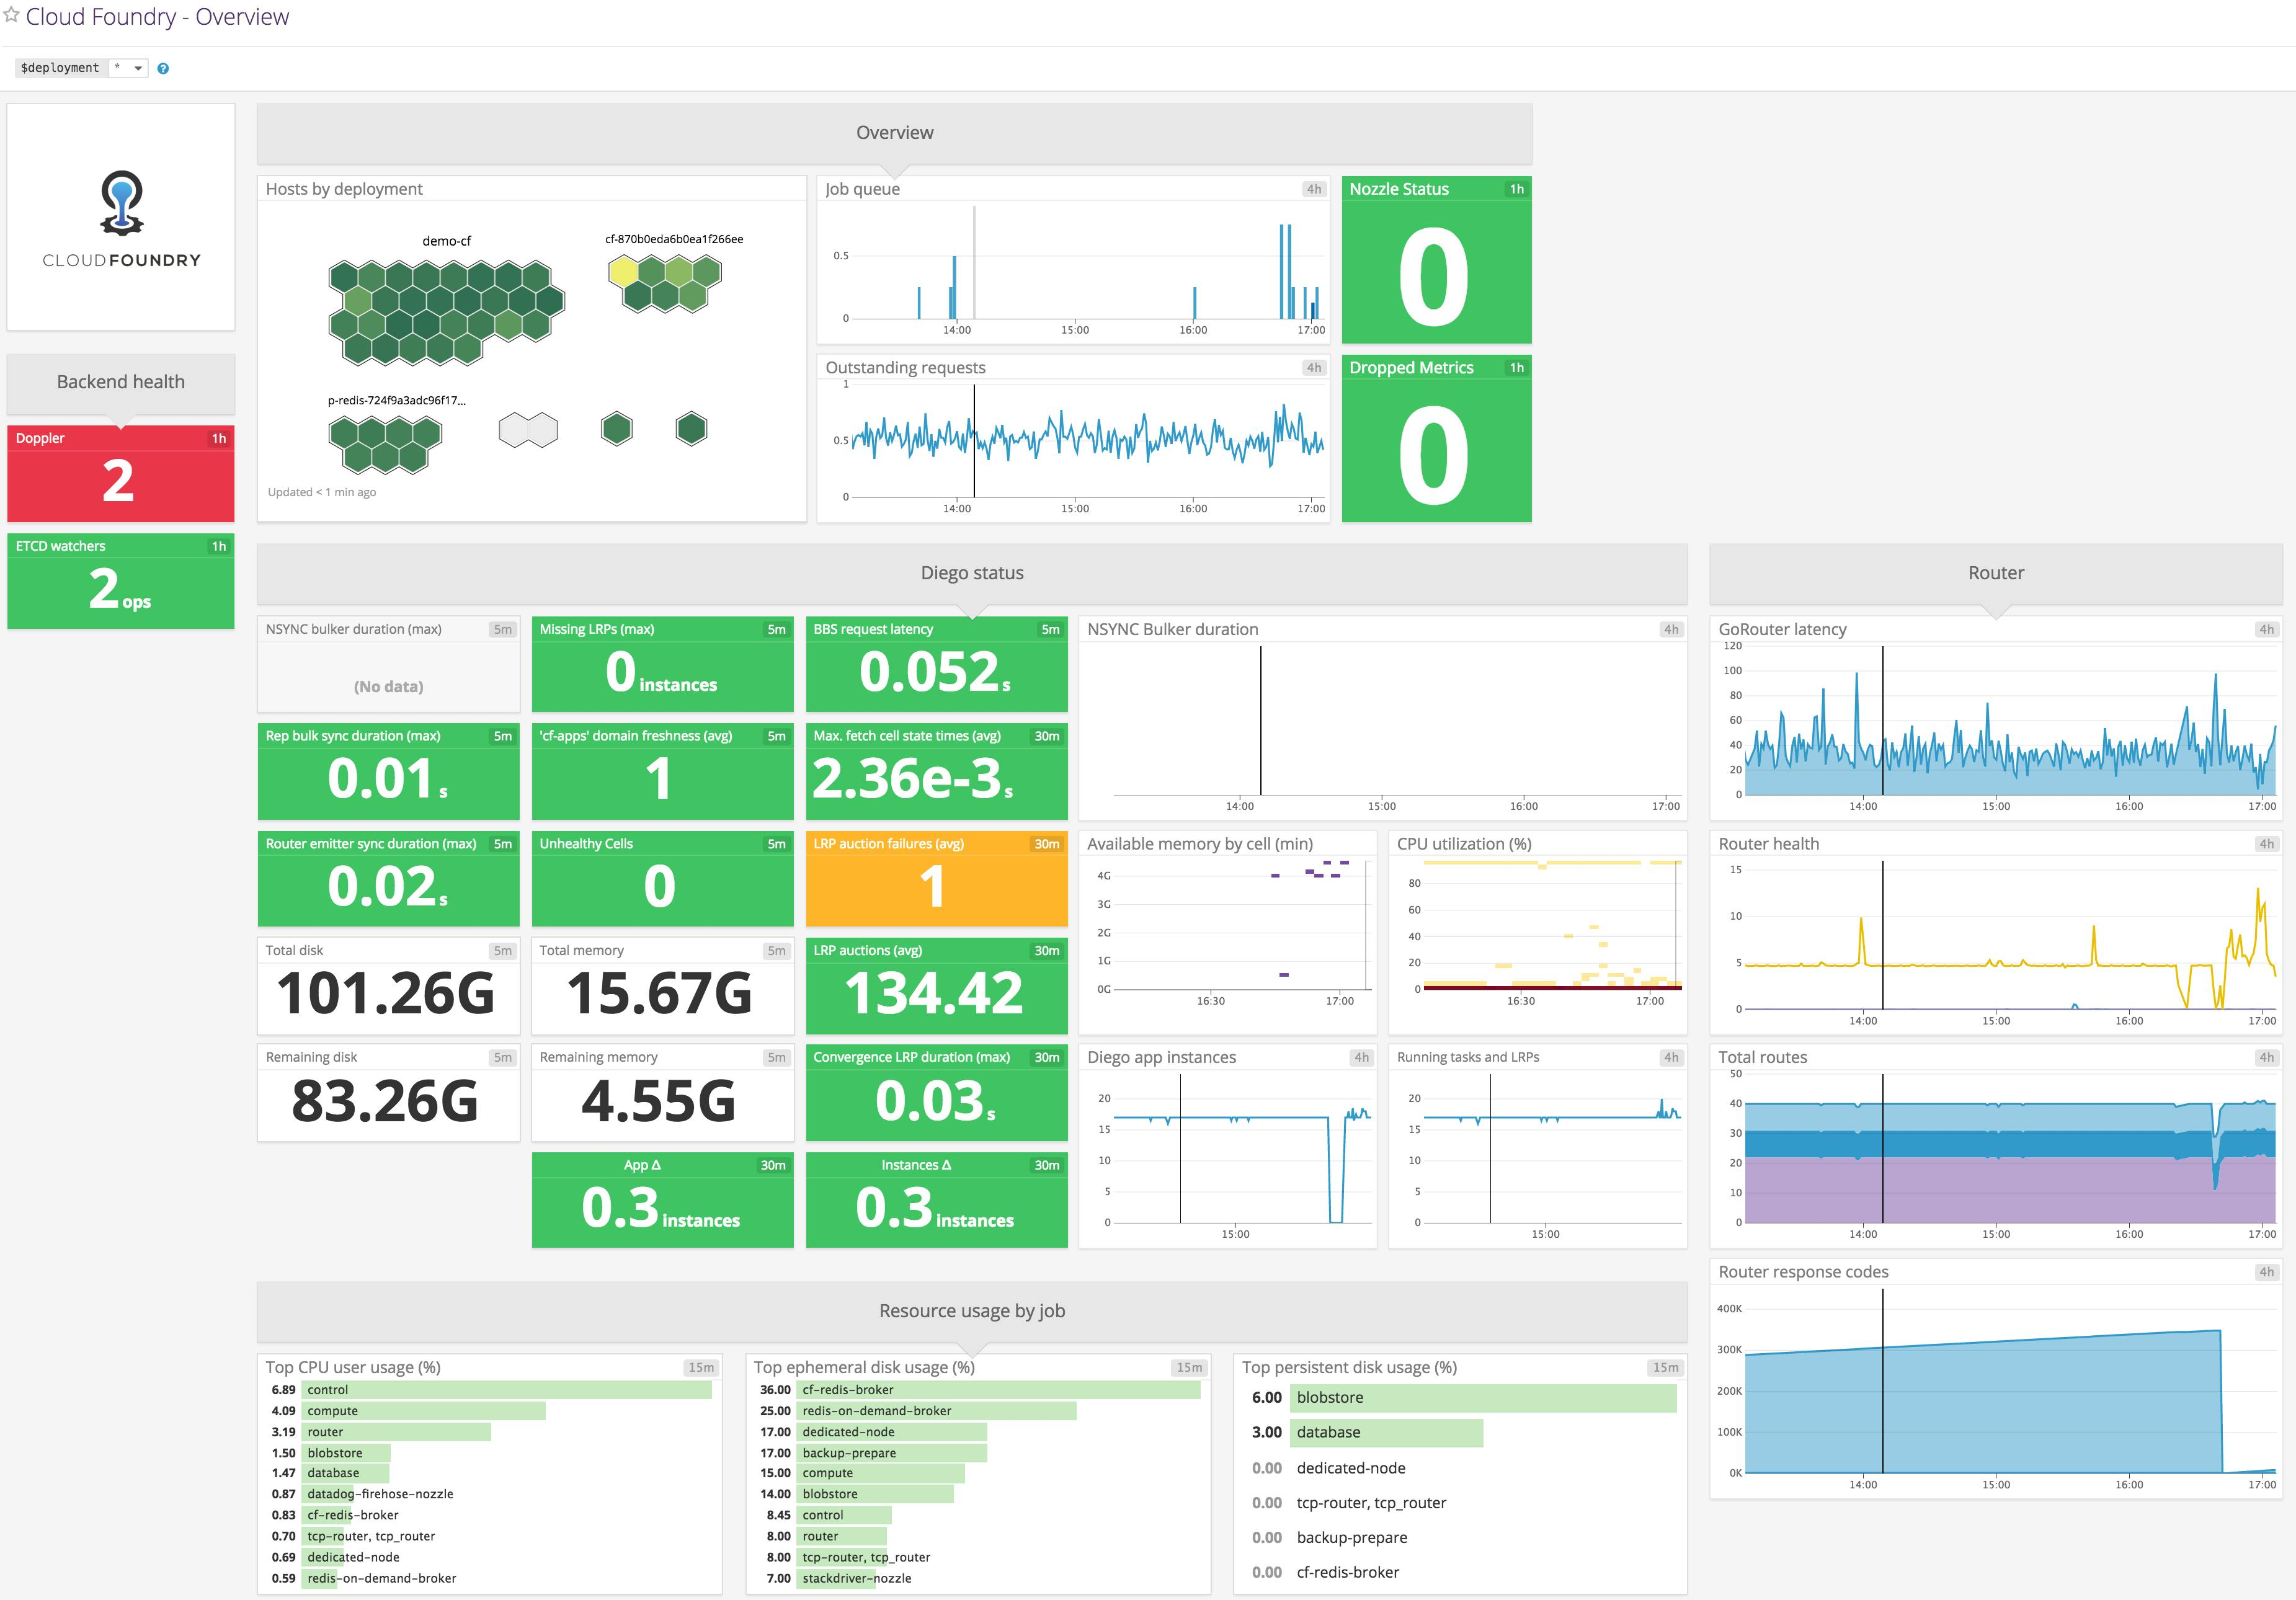 Cloud Foundry - Overview
$deployment * ?
CLOUD FOUNDRY
Backend health
Doppler 1h
2
ETCD watchers 1h
2 ops
Overview
Hosts by deployment
demo-cf
cf-870b0eda6b0ea1f266ee
p-redis-724f9a3adc96f17...
Updated < 1 min ago
Job queue 4h
0.5
0
14:00 15:00 16:00 17:00
Outstanding requests 4h
1
0.5
0
14:00 15:00 16:00 17:00
Nozzle Status 1h
0
Dropped Metrics 1h
0
Diego status
NSYNC bulker duration (max) 5m
(No data)
Missing LRPs (max) 5m
0 instances
BBS request latency 5m
0.052 s
Rep bulk sync duration (max) 5m
0.01 s
'cf-apps' domain freshness (avg) 5m
1
Max. fetch cell state times (avg) 30m
2.36e-3 s
Router emitter sync duration (max) 5m
0.02 s
Unhealthy Cells 5m
0
LRP auction failures (avg) 30m
1
Total disk 5m
101.26G
Total memory 5m
15.67G
LRP auctions (avg) 30m
134.42
Remaining disk 5m
83.26G
Remaining memory 5m
4.55G
Convergence LRP duration (max) 30m
0.03 s
App Δ 30m
0.3 instances
Instances Δ 30m
0.3 instances
NSYNC Bulker duration 4h
14:00 15:00 16:00 17:00
Available memory by cell (min)
4G
3G
2G
1G
0G
16:30 17:00
CPU utilization (%)
80
60
40
20
0
16:30 17:00
Diego app instances 4h
20
15
10
5
0
15:00
Running tasks and LRPs 4h
20
15
10
5
0
15:00
Router
GoRouter latency 4h
120
100
80
60
40
20
0
14:00 15:00 16:00 17:00
Router health 4h
15
10
5
0
14:00 15:00 16:00 17:00
Total routes 4h
50
40
30
20
10
0
14:00 15:00 16:00 17:00
Router response codes 4h
400K
300K
200K
100K
0K
14:00 15:00 16:00 17:00
Resource usage by job
Top CPU user usage (%) 15m
6.89 control
4.09 compute
3.19 router
1.50 blobstore
1.47 database
0.87 datadog-firehose-nozzle
0.83 cf-redis-broker
0.70 tcp-router, tcp_router
0.69 dedicated-node
0.59 redis-on-demand-broker
Top ephemeral disk usage (%) 15m
36.00 cf-redis-broker
25.00 redis-on-demand-broker
17.00 dedicated-node
17.00 backup-prepare
15.00 compute
14.00 blobstore
8.45 control
8.00 router
8.00 tcp-router, tcp_router
7.00 stackdriver-nozzle
Top persistent disk usage (%) 15m
6.00 blobstore
3.00 database
0.00 dedicated-node
0.00 tcp-router, tcp_router
0.00 backup-prepare
0.00 cf-redis-broker